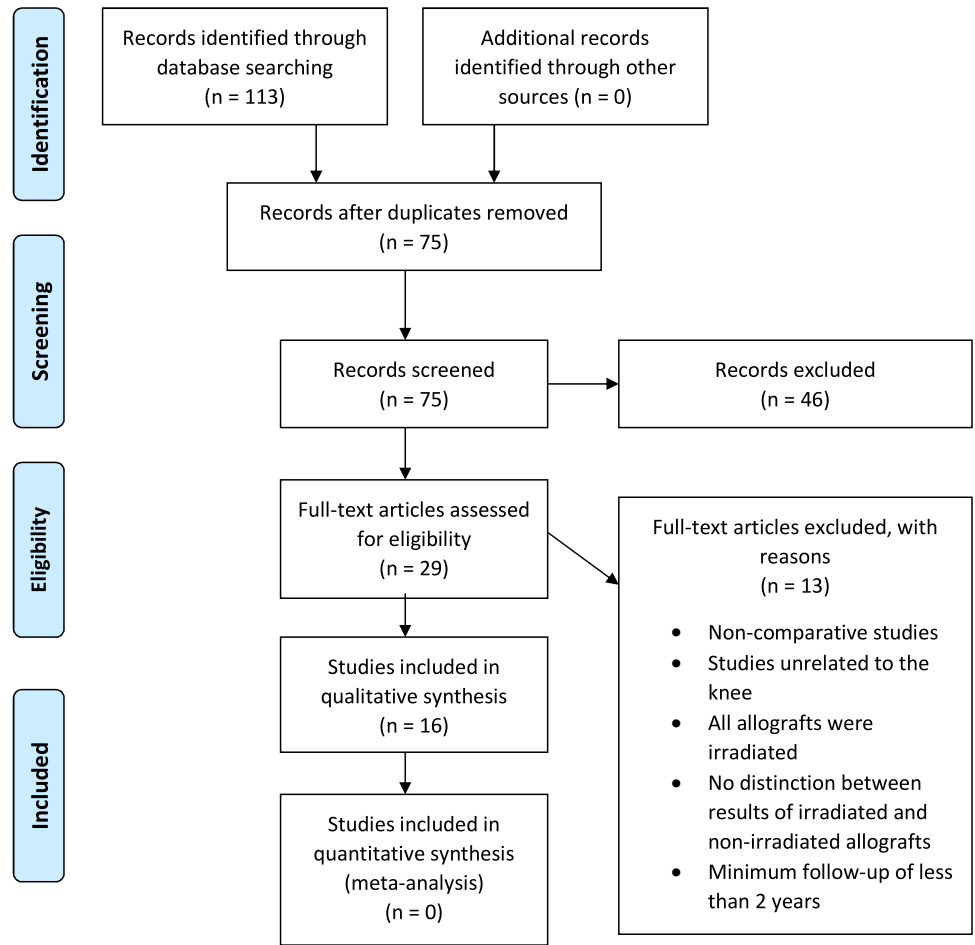 Identification
Records identified through
database searching
(n = 113)
Additional records
identified through other
sources (n = 0)
Records after duplicates removed
(n = 75)
Screening
Records screened
(n = 75)
Records excluded
(n = 46)
Eligibility
Full-text articles assessed
for eligibility
(n = 29)
Full-text articles excluded, with
reasons
(n = 13)
• Non-comparative studies
• Studies unrelated to the
knee
• All allografts were
irradiated
• No distinction between
results of irradiated and
non-irradiated allografts
• Minimum follow-up of less
than 2 years
Included
Studies included in
qualitative synthesis
(n = 16)
Studies included in
quantitative synthesis
(meta-analysis)
(n = 0)